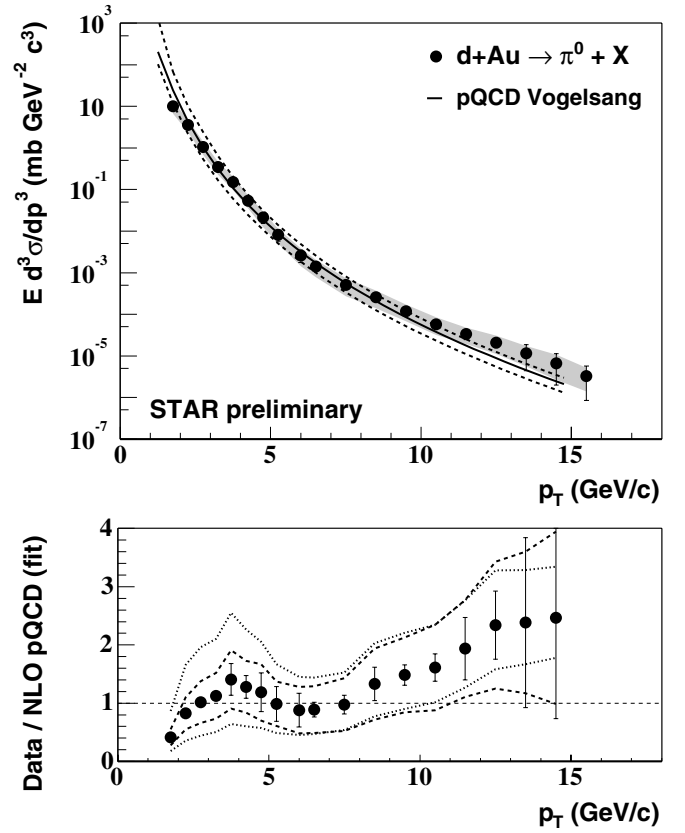 E d³σ/dp³ (mb GeV⁻² c³)
10³
10
10⁻¹
10⁻³
10⁻⁵
10⁻⁷
● d+Au → π⁰ + X
— pQCD Vogelsang
STAR preliminary
0 5 10 15
p_T (GeV/c)
Data / NLO pQCD (fit)
4
3
2
1
0
0 5 10 15
p_T (GeV/c)